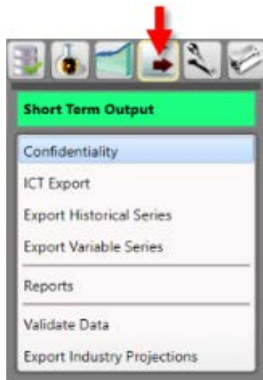 Short Term Output
Confidentiality
ICT Export
Export Historical Series
Export Variable Series
Reports
Validate Data
Export Industry Projections